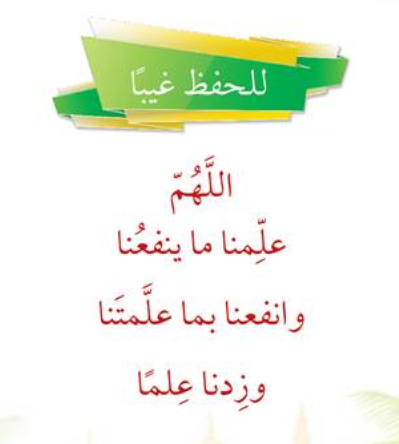 للحفظ غيبًا
اللَّهُمّ
علِّمنا ما ينفعُنا
وانفعنا بما علَّمتَنا
وزِدنا عِلمًا